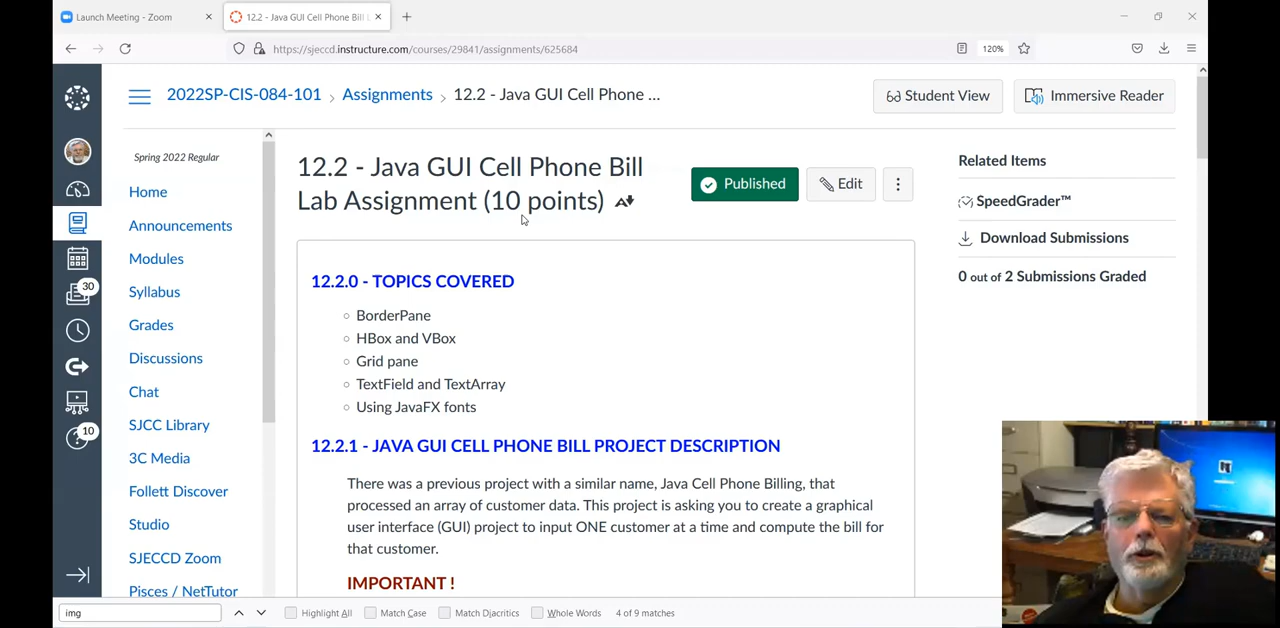 Launch Meeting - Zoom
12.2 - Java GUI Cell Phone Bill L
https://sjeccd.instructure.com/courses/29841/assignments/625684
120%
2022SP-CIS-084-101 › Assignments › 12.2 - Java GUI Cell Phone ...
Student View
Immersive Reader
Spring 2022 Regular
Home
Announcements
Modules
Syllabus
Grades
Discussions
Chat
SJCC Library
3C Media
Follett Discover
Studio
SJECCD Zoom
Pisces / NetTutor
30
10
12.2 - Java GUI Cell Phone Bill
Lab Assignment (10 points)
Published
Edit
Related Items
SpeedGrader™
Download Submissions
0 out of 2 Submissions Graded
12.2.0 - TOPICS COVERED
BorderPane
HBox and VBox
Grid pane
TextField and TextArray
Using JavaFX fonts
12.2.1 - JAVA GUI CELL PHONE BILL PROJECT DESCRIPTION
There was a previous project with a similar name, Java Cell Phone Billing, that
processed an array of customer data. This project is asking you to create a graphical
user interface (GUI) project to input ONE customer at a time and compute the bill for
that customer.
IMPORTANT !
img
Highlight All
Match Case
Match Diacritics
Whole Words
4 of 9 matches